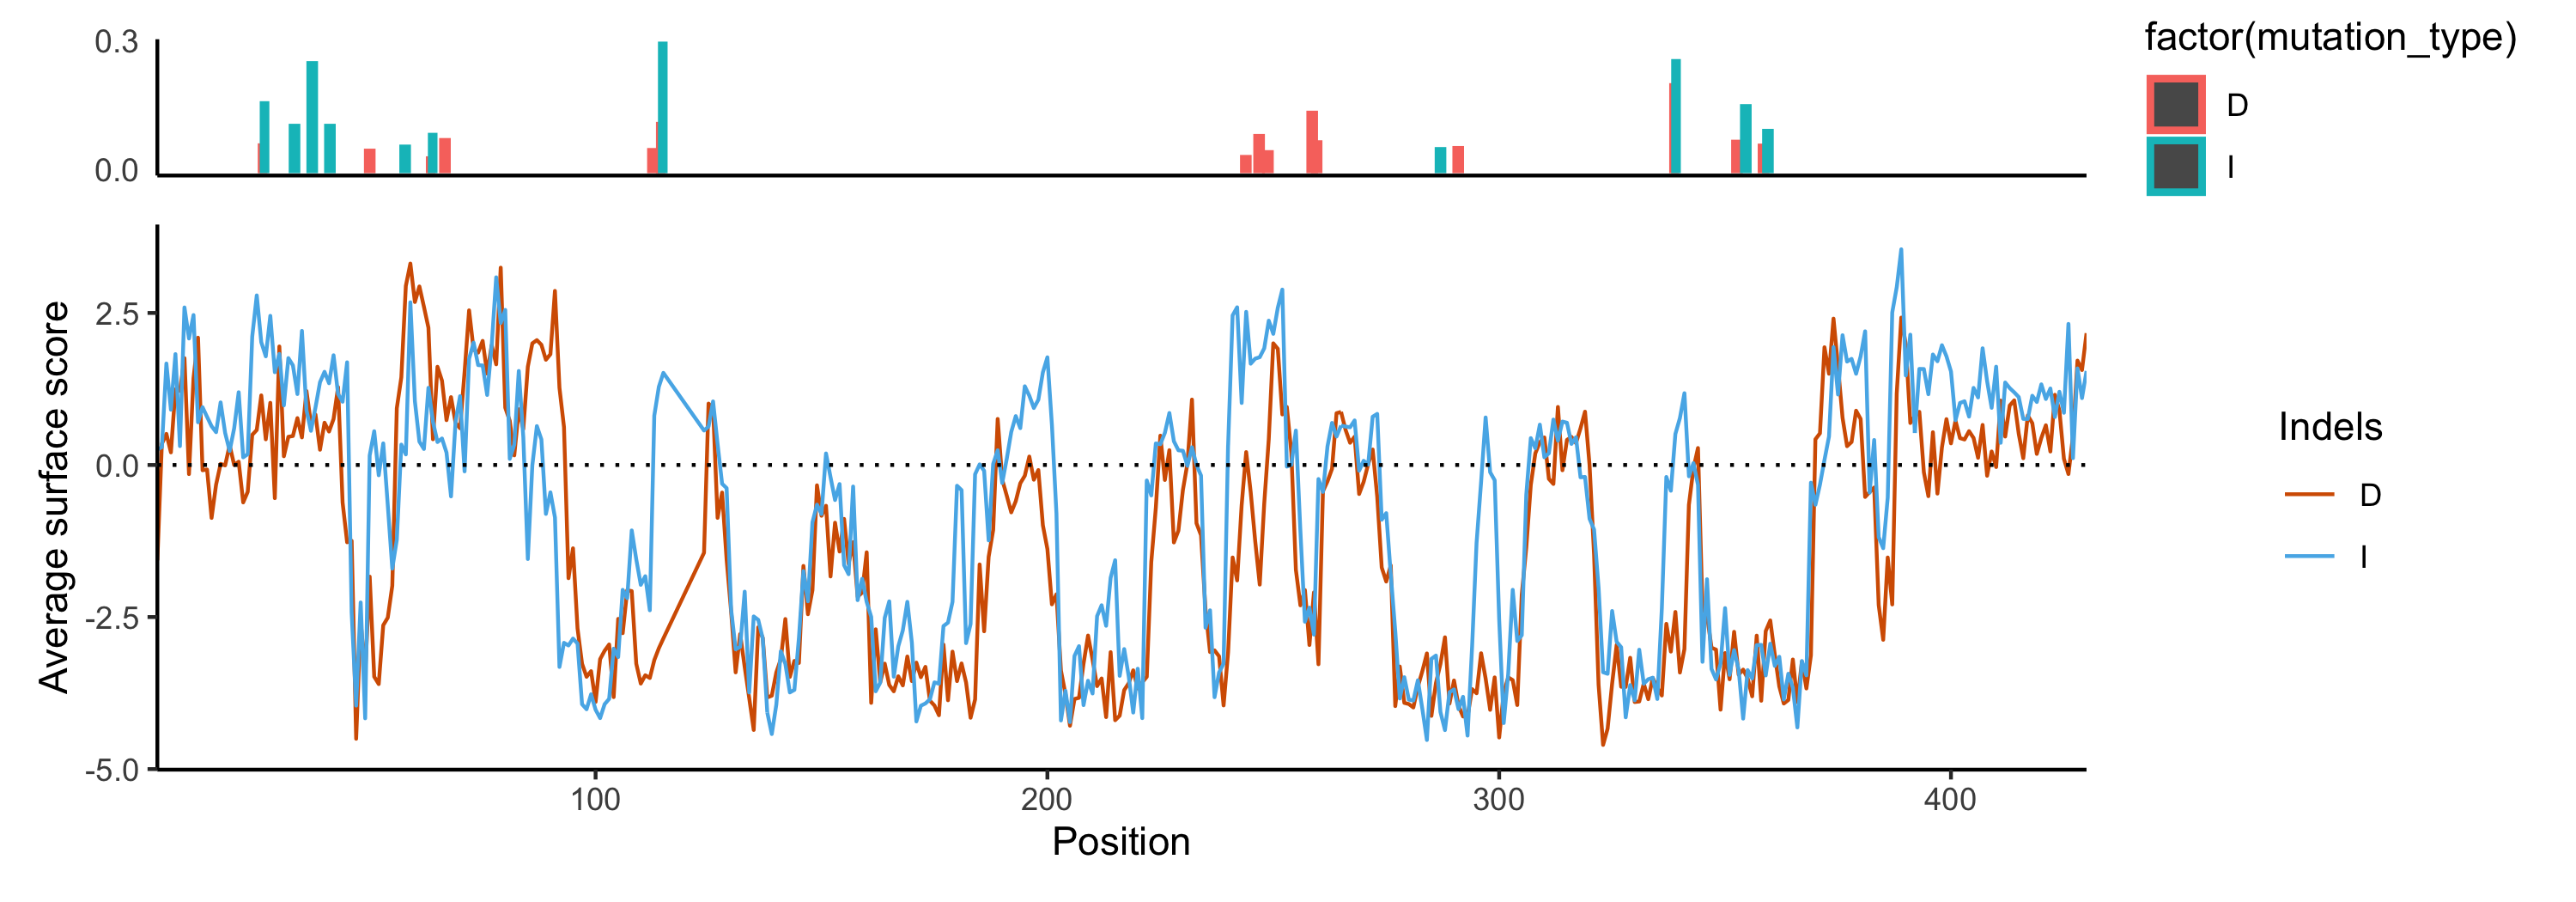 0.3
0.0
factor(mutation_type)
D
I
Average surface score
2.5
0.0
-2.5
-5.0
100
200
300
400
Position
Indels
D
I